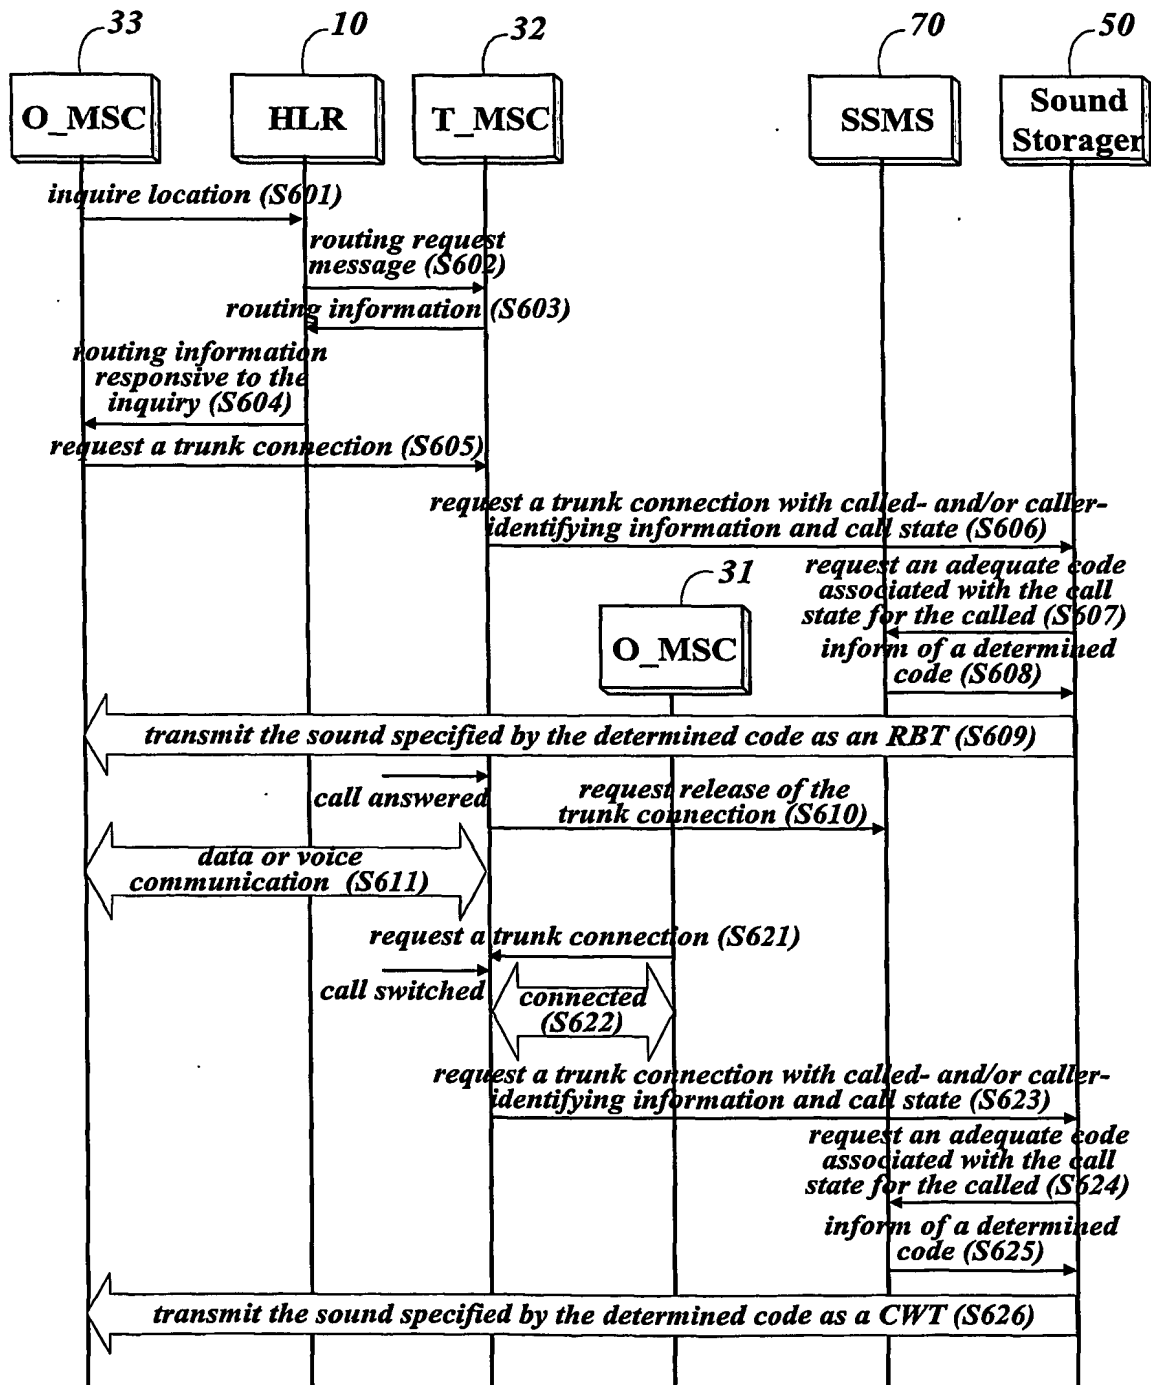 33
10
32
70
50
O_MSC
HLR
T_MSC
SSMS
Sound
Storager
inquire location (S601)
routing request
message (S602)
routing information (S603)
routing information
responsive to the
inquiry (S604)
request a trunk connection (S605)
request a trunk connection with called- and/or caller-
identifying information and call state (S606)
request an adequate code
associated with the call
state for the called (S607)
31
O_MSC
inform of a determined
code (S608)
transmit the sound specified by the determined code as an RBT (S609)
call answered
request release of the
trunk connection (S610)
data or voice
communication (S611)
request a trunk connection (S621)
call switched
connected
(S622)
request a trunk connection with called- and/or caller-
identifying information and call state (S623)
request an adequate code
associated with the call
state for the called (S624)
inform of a determined
code (S625)
transmit the sound specified by the determined code as a CWT (S626)